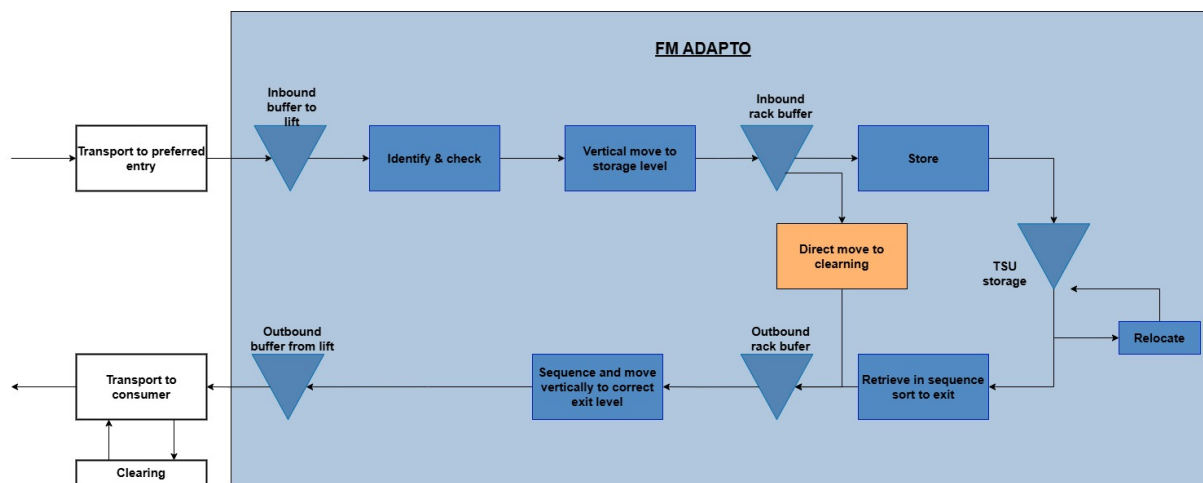 FM ADAPTO
Inbound
buffer to
lift
Inbound
rack buffer
Transport to preferred
entry
Identify & check
Vertical move to
storage level
Store
Direct move to
clearning
TSU
storage
Relocate
Outbound
buffer from lift
Outbound
rack bufer
Transport to
consumer
Sequence and move
vertically to correct
exit level
Retrieve in sequence
sort to exit
Clearing